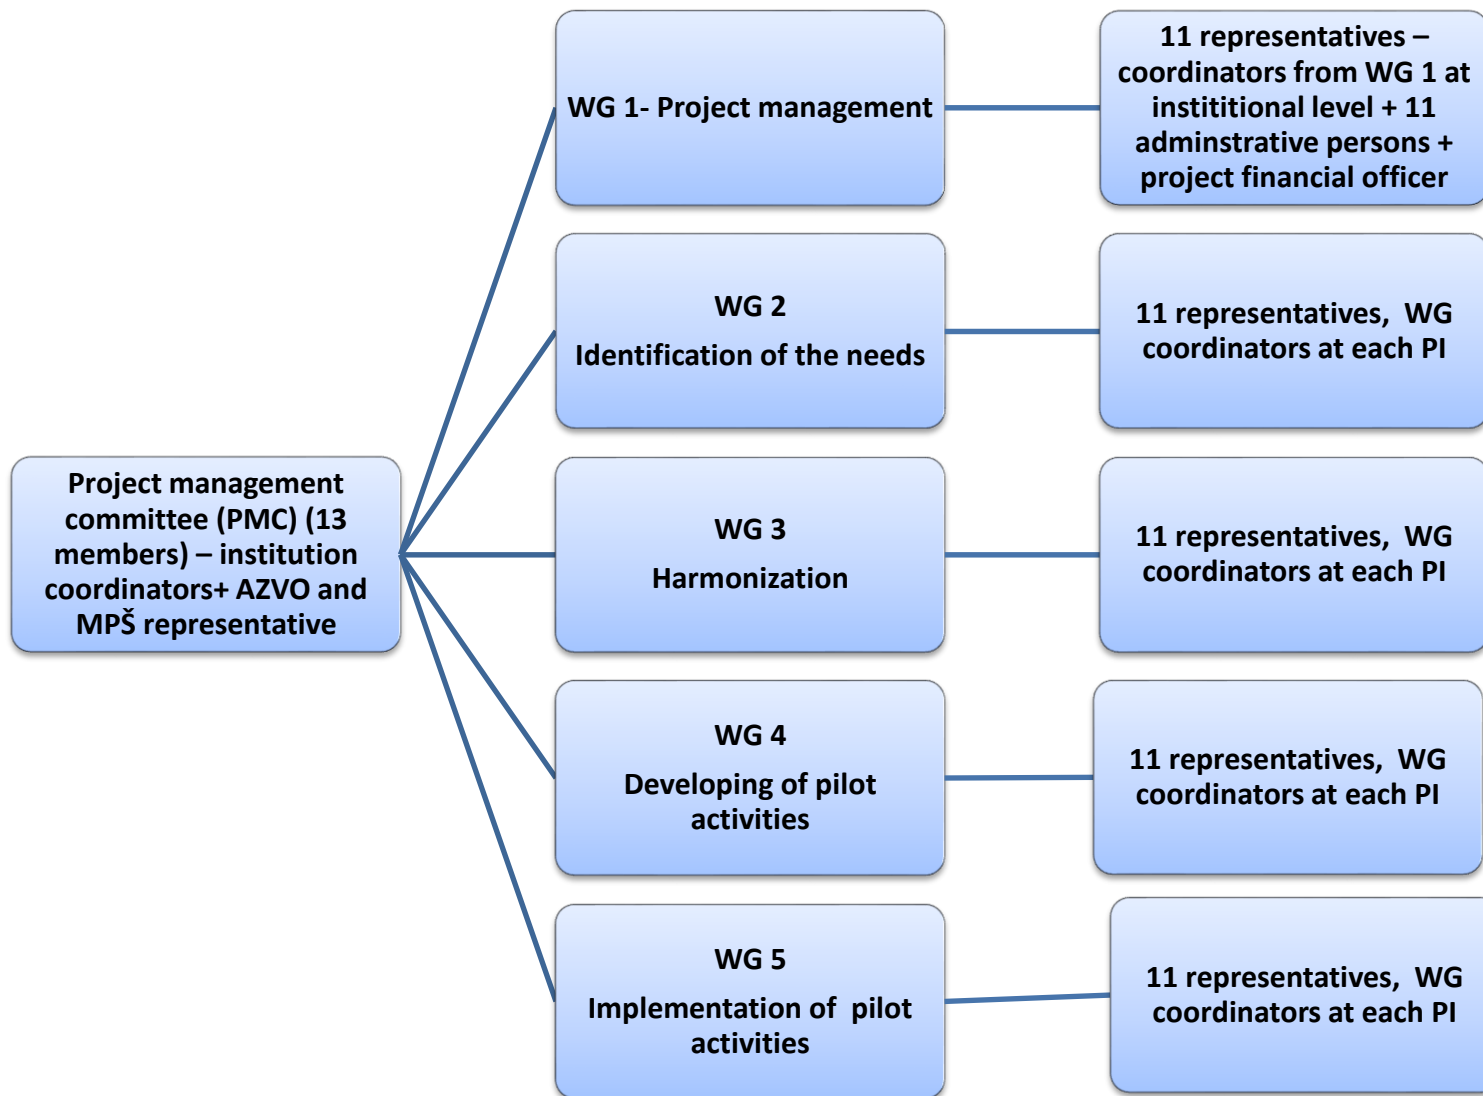 Project management
committee (PMC) (13
members) – institution
coordinators+ AZVO and
MPŠ representative
WG 1- Project management
11 representatives –
coordinators from WG 1 at
instititional level + 11
adminstrative persons +
project financial officer
WG 2
Identification of the needs
11 representatives, WG
coordinators at each PI
WG 3
Harmonization
11 representatives, WG
coordinators at each PI
WG 4
Developing of pilot
activities
11 representatives, WG
coordinators at each PI
WG 5
Implementation of pilot
activities
11 representatives, WG
coordinators at each PI